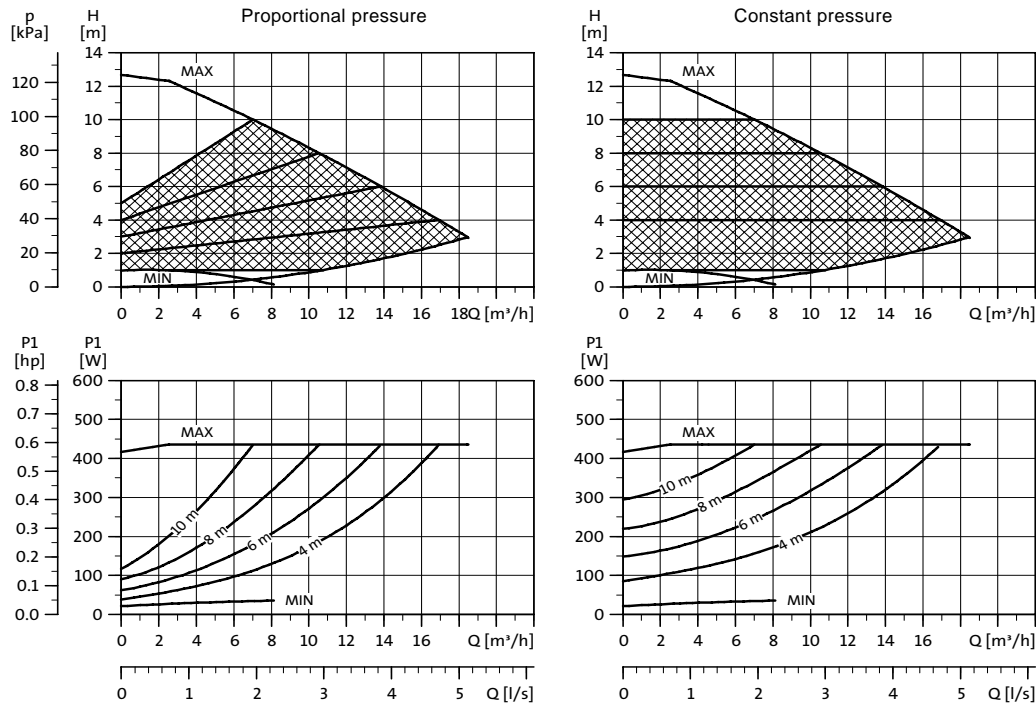 p H Proportional pressure H Constant pressure
[kPa] [m] [m]
14 14
120 MAX MAX
12 12
100 10 10
80 8 8
60 6 6
40 4 4
20 2 2
MIN MIN
0 0 0
0 2 4 6 8 10 12 14 16 18Q [m³/h] 0 2 4 6 8 10 12 14 16 Q [m³/h]
P1 P1 P1
[hp] [W] [W]
0.8 600 600
0.7 500 500
MAX MAX
0.6
400 400
0.5
10 m 8 m 6 m 4 m 10 m 8 m 6 m 4 m
0.4 300 300
0.3
200 200
0.2
100 100
0.1
MIN MIN
0.0 0 0
0 2 4 6 8 10 12 14 16 Q [m³/h] 0 2 4 6 8 10 12 14 16 Q [m³/h]
0 1 2 3 4 5 Q [l/s] 0 1 2 3 4 5 Q [l/s]